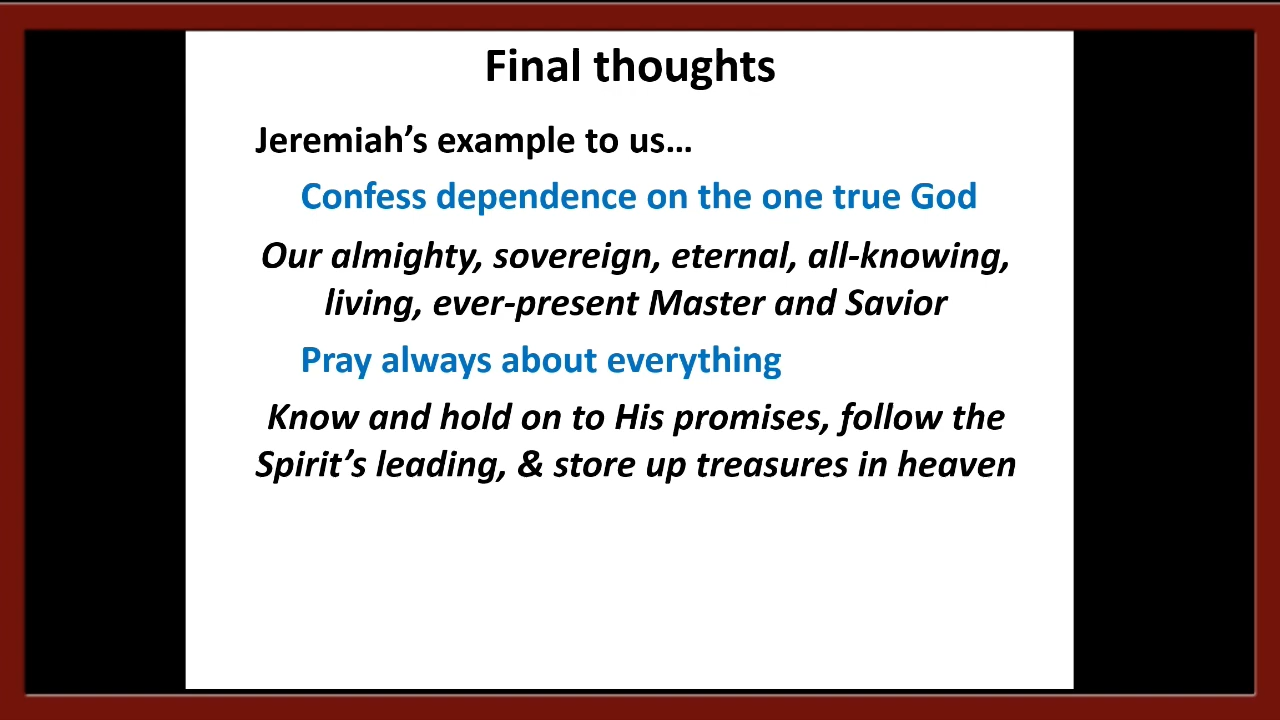 Final thoughts
Jeremiah’s example to us…
Confess dependence on the one true God
Our almighty, sovereign, eternal, all-knowing,
living, ever-present Master and Savior
Pray always about everything
Know and hold on to His promises, follow the
Spirit’s leading, & store up treasures in heaven